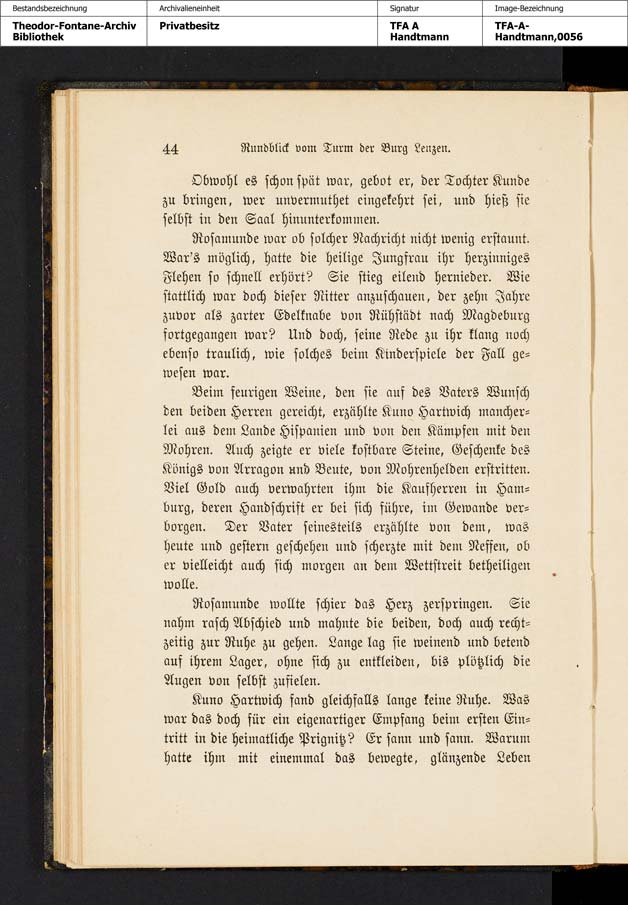 Bestandsbezeichnung
Archivalieneinheit
Signatur
Image-Bezeichnung
Theodor-Fontane-Archiv
Bibliothek
Privatbesitz
TFA A
Handtmann
TFA-A-
Handtmann,0056
44
Rundblick vom Turm der Burg Lenzen.
Obwohl es schon spät war, gebot er, der Tochter Kunde
zu bringen, wer unvermuthet eingekehrt sei, und hieß sie
selbst in den Saal hinunterkommen.
Rosamunde war ob solcher Nachricht nicht wenig erstaunt.
War's möglich, hatte die heilige Jungfrau ihr herzinniges
Flehen so schnell erhört? Sie stieg eilend hernieder. Wie
stattlich war doch dieser Ritter anzuschauen, der zehn Jahre
zuvor als zarter Edelknabe von Rühstädt nach Magdeburg
fortgegangen war? Und doch, seine Rede zu ihr klang noch
ebenso traulich, wie solches beim Kinderspiele der Fall ge-
wesen war.
Beim feurigen Weine, den sie auf des Vaters Wunsch
den beiden Herren gereicht, erzählte Kuno Hartwich mancher-
lei aus dem Lande Hispanien und von den Kämpfen mit den
Mohren. Auch zeigte er viele kostbare Steine, Geschenke des
Königs von Arragon und Beute, von Mohrenhelden erstritten.
Viel Gold auch verwahrten ihm die Kaufherren in Ham-
burg, deren Handschrift er bei sich führe, im Gewande ver-
borgen. Der Vater seinesteils erzählte von dem, was
heute und gestern geschehen und scherzte mit dem Neffen, ob
er vielleicht auch sich morgen an dem Wettstreit betheiligen
wolle.
Rosamunde wollte schier das Herz zerspringen. Sie
nahm rasch Abschied und mahnte die beiden, doch auch recht-
zeitig zur Ruhe zu gehen. Lange lag sie weinend und betend
auf ihrem Lager, ohne sich zu entkleiden, bis plötzlich die
Augen von selbst zufielen.
Kuno Hartwich fand gleichfalls lange keine Ruhe. Was
war das doch für ein eigenartiger Empfang beim ersten Ein-
tritt in die heimatliche Prignitz? Er sann und sann. Warum
hatte ihm mit einemmal das bewegte, glänzende Leben